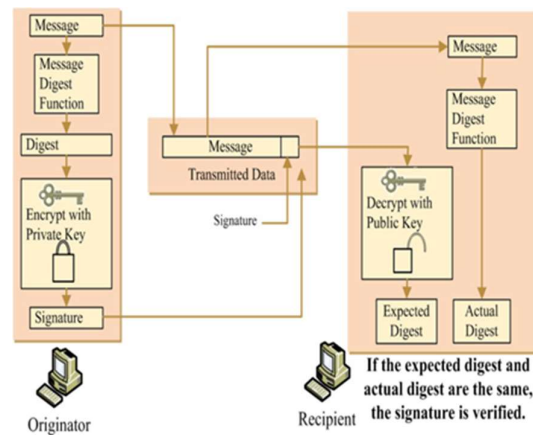 Message
Message
Digest
Function
Digest
Encrypt with
Private Key
Signature
Originator
Message
Transmitted Data
Signature
Message
Message
Digest
Function
Decrypt with
Public Key
Expected
Digest
Actual
Digest
Recipient
If the expected digest and
actual digest are the same,
the signature is verified.